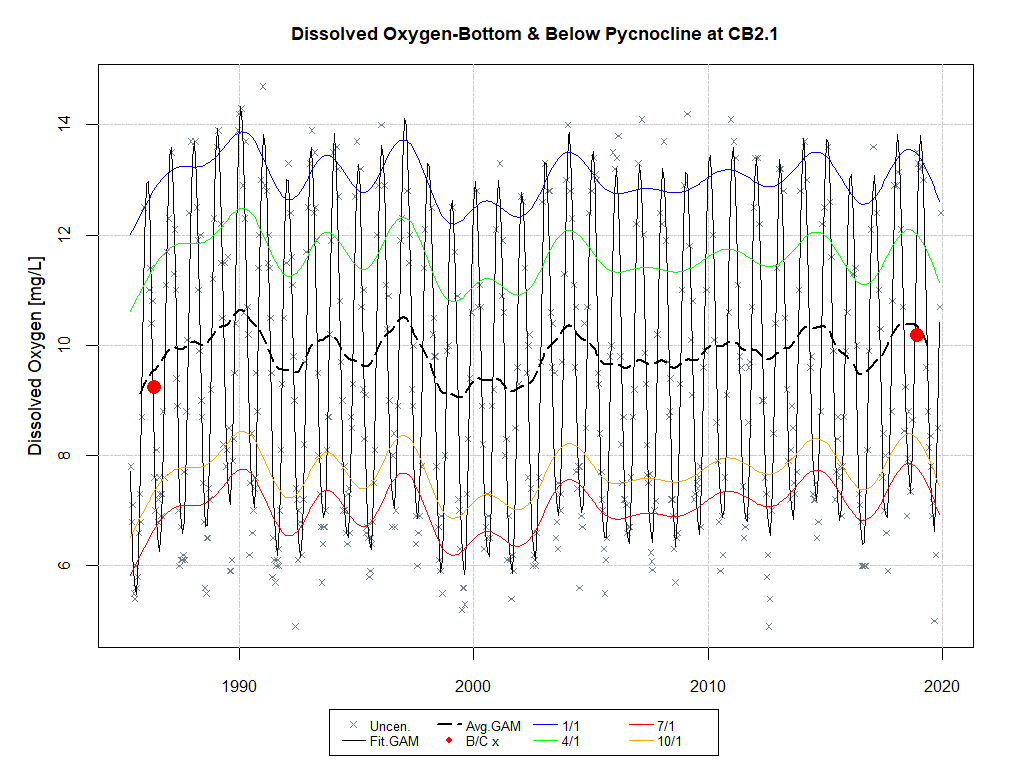 Dissolved Oxygen-Bottom & Below Pycnocline at CB2.1
Dissolved Oxygen [mg/L]
14
12
10
8
6
1990 2000 2010 2020
Uncen. Avg.GAM 1/1 7/1
Fit.GAM B/C x 4/1 10/1